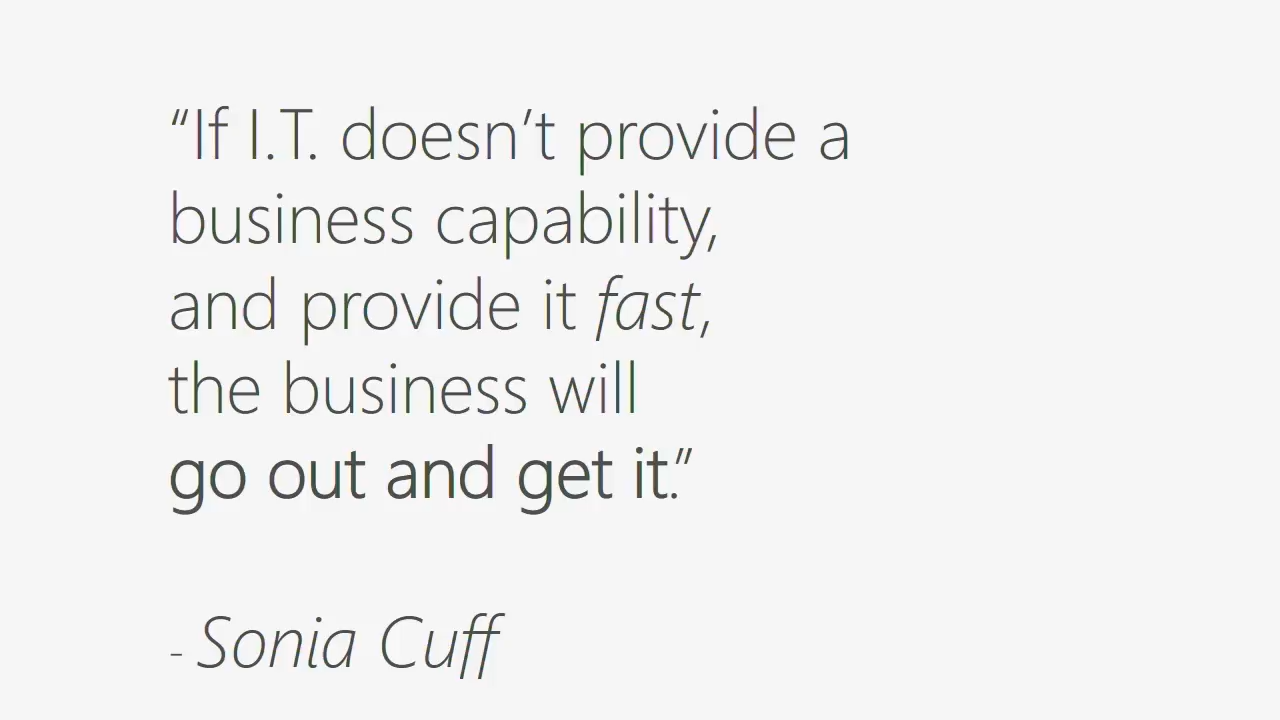 “If I.T. doesn’t provide a
business capability,
and provide it fast,
the business will
go out and get it.”
- Sonia Cuff